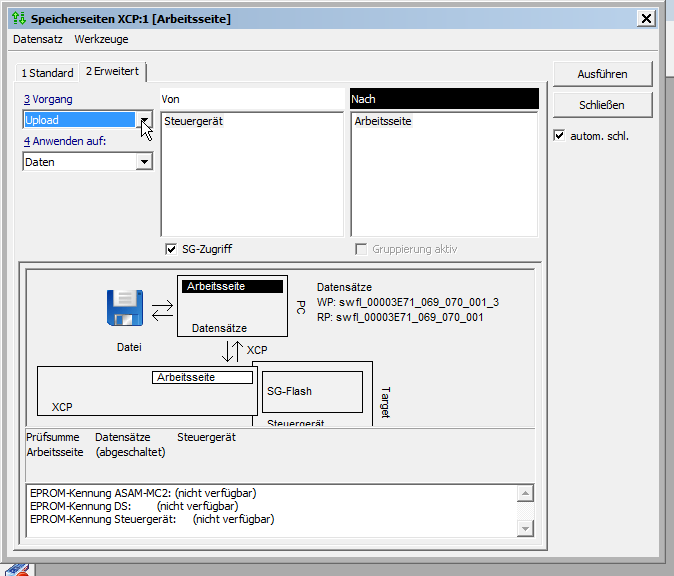 Speicherseiten XCP:1 [Arbeitsseite]
Datensatz Werkzeuge
1 Standard 2 Erweitert
Ausführen
Schließen
autom. schl.
3 Vorgang Von Nach
Upload Steuergerät Arbeitsseite
4 Anwenden auf:
Daten
SG-Zugriff Gruppierung aktiv
Arbeitsseite
Datensätze
PC
Datensätze
WP: swfl_00003E71_069_070_001_3
RP: swfl_00003E71_069_070_001
Datei
XCP
Arbeitsseite
XCP
SG-Flash
Steuergerät
Target
Prüfsumme Datensätze Steuergerät
Arbeitsseite (abgeschaltet)
EPROM-Kennung ASAM-MC2: (nicht verfügbar)
EPROM-Kennung DS: (nicht verfügbar)
EPROM-Kennung Steuergerät: (nicht verfügbar)